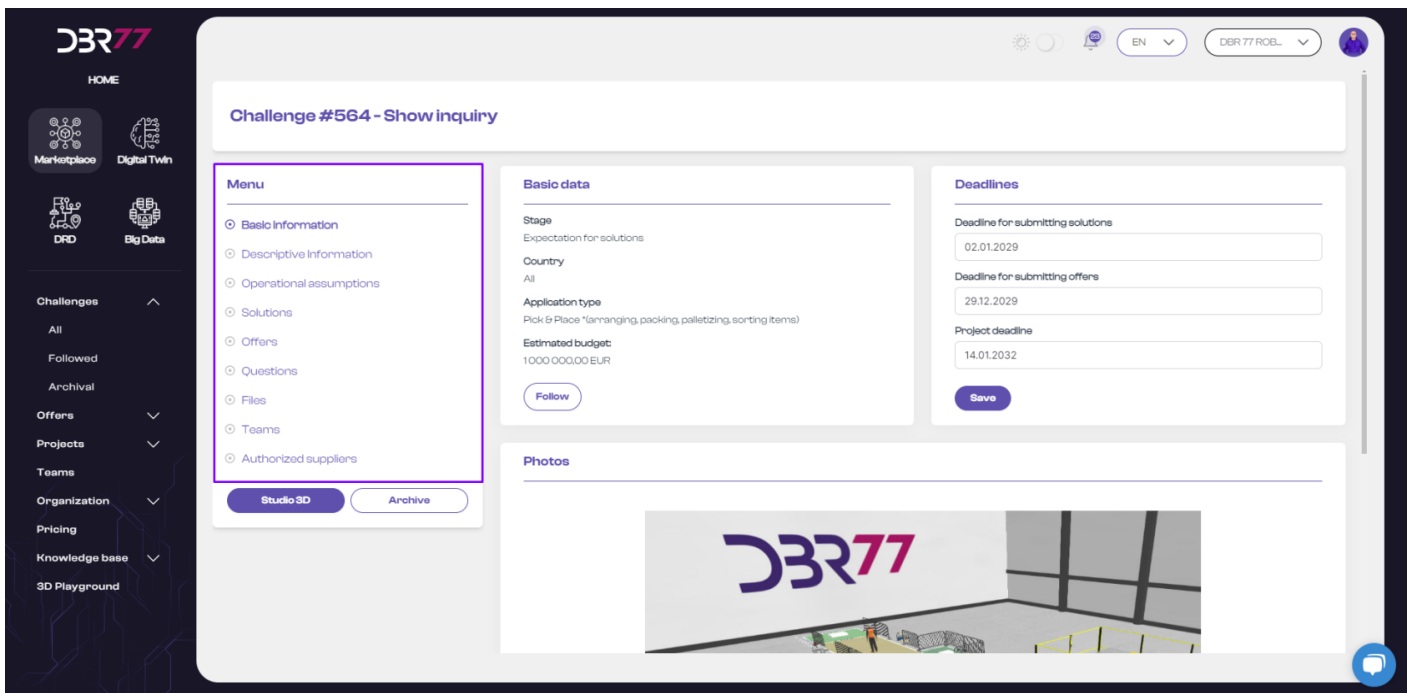 DBR77
HOME
Marketplace
Digital Twin
DRD
Big Data
Challenges
All
Followed
Archival
Offers
Projects
Teams
Organization
Pricing
Knowledge base
3D Playground
23
EN
DBR 77 ROB...
Challenge #564 - Show inquiry
Menu
Basic Information
Descriptive Information
Operational assumptions
Solutions
Offers
Questions
Files
Teams
Authorized suppliers
Studio 3D
Archive
Basic data
Stage
Expectation for solutions
Country
All
Application type
Pick & Place *(arranging, packing, palletizing, sorting items)
Estimated budget:
1 000 000,00 EUR
Follow
Deadlines
Deadline for submitting solutions
02.01.2029
Deadline for submitting offers
29.12.2029
Project deadline
14.01.2032
Save
Photos
DBR77